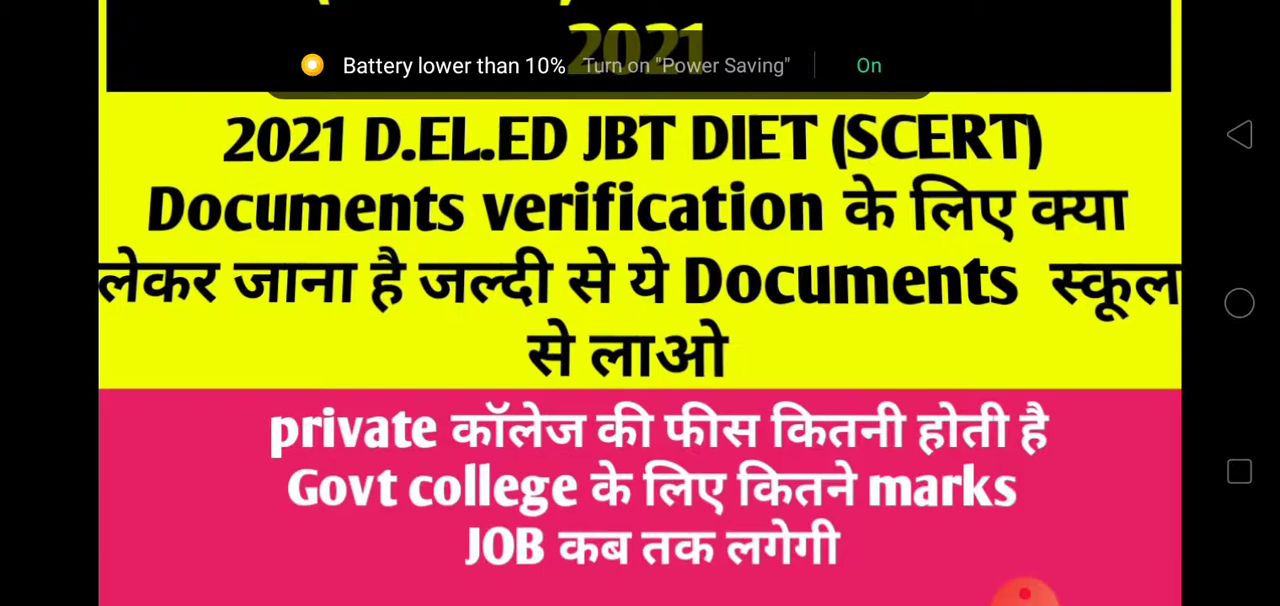 2021
Battery lower than 10% Turn on "Power Saving" On
2021 D.EL.ED JBT DIET (SCERT)
Documents verification के लिए क्या
लेकर जाना है जल्दी से ये Documents स्कूल
से लाओ
private कॉलेज की फीस कितनी होती है
Govt college के लिए कितने marks
JOB कब तक लगेगी